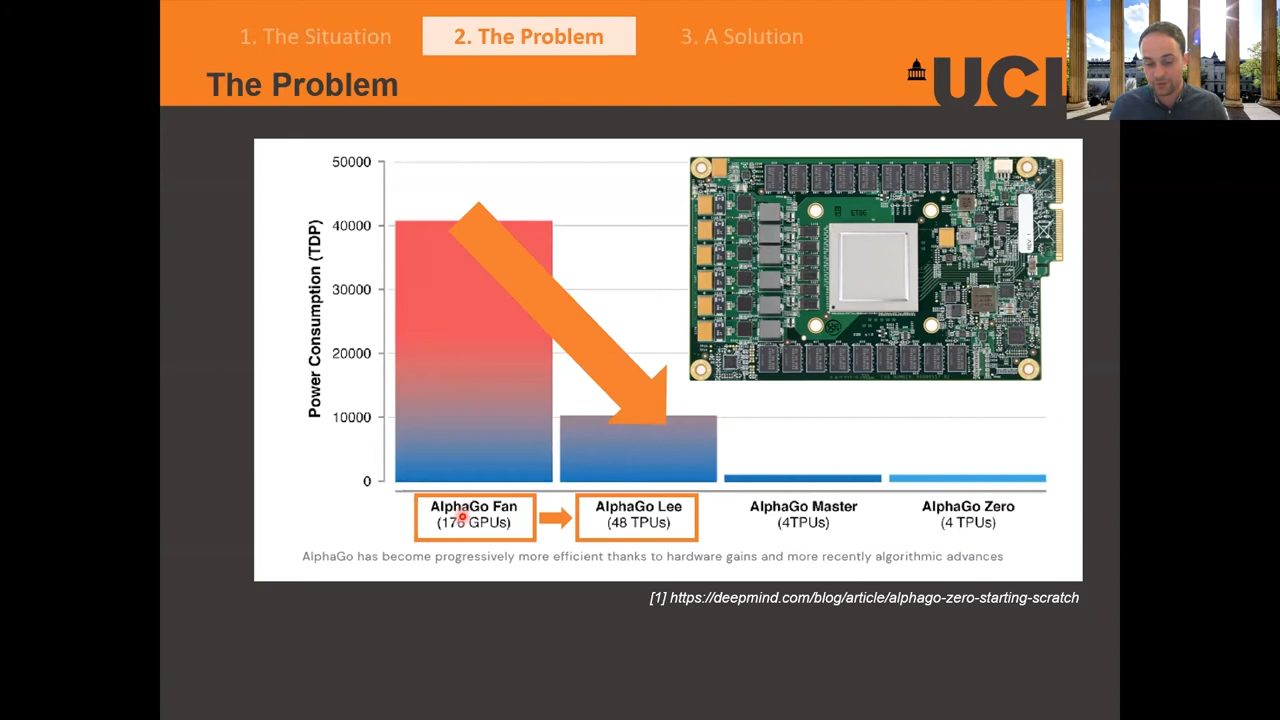 1. The Situation
2. The Problem
3. A Solution
The Problem
UCL
50000
40000
30000
20000
10000
0
Power Consumption (TDP)
AlphaGo Fan
(176 GPUs)
AlphaGo Lee
(48 TPUs)
AlphaGo Master
(4TPUs)
AlphaGo Zero
(4 TPUs)
AlphaGo has become progressively more efficient thanks to hardware gains and more recently algorithmic advances
[1] https://deepmind.com/blog/article/alphago-zero-starting-scratch